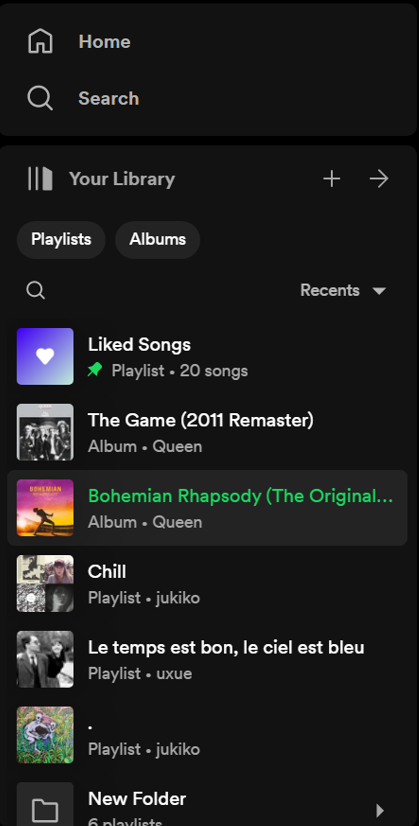 Home
Search
Your Library
Playlists Albums
Recents
Liked Songs
Playlist • 20 songs
The Game (2011 Remaster)
Album • Queen
BOHEMIAN
Bohemian Rhapsody (The Original...
Album • Queen
Chill
Playlist • jukiko
Le temps est bon, le ciel est bleu
Playlist • uxue
.
Playlist • jukiko
New Folder
6 playlists